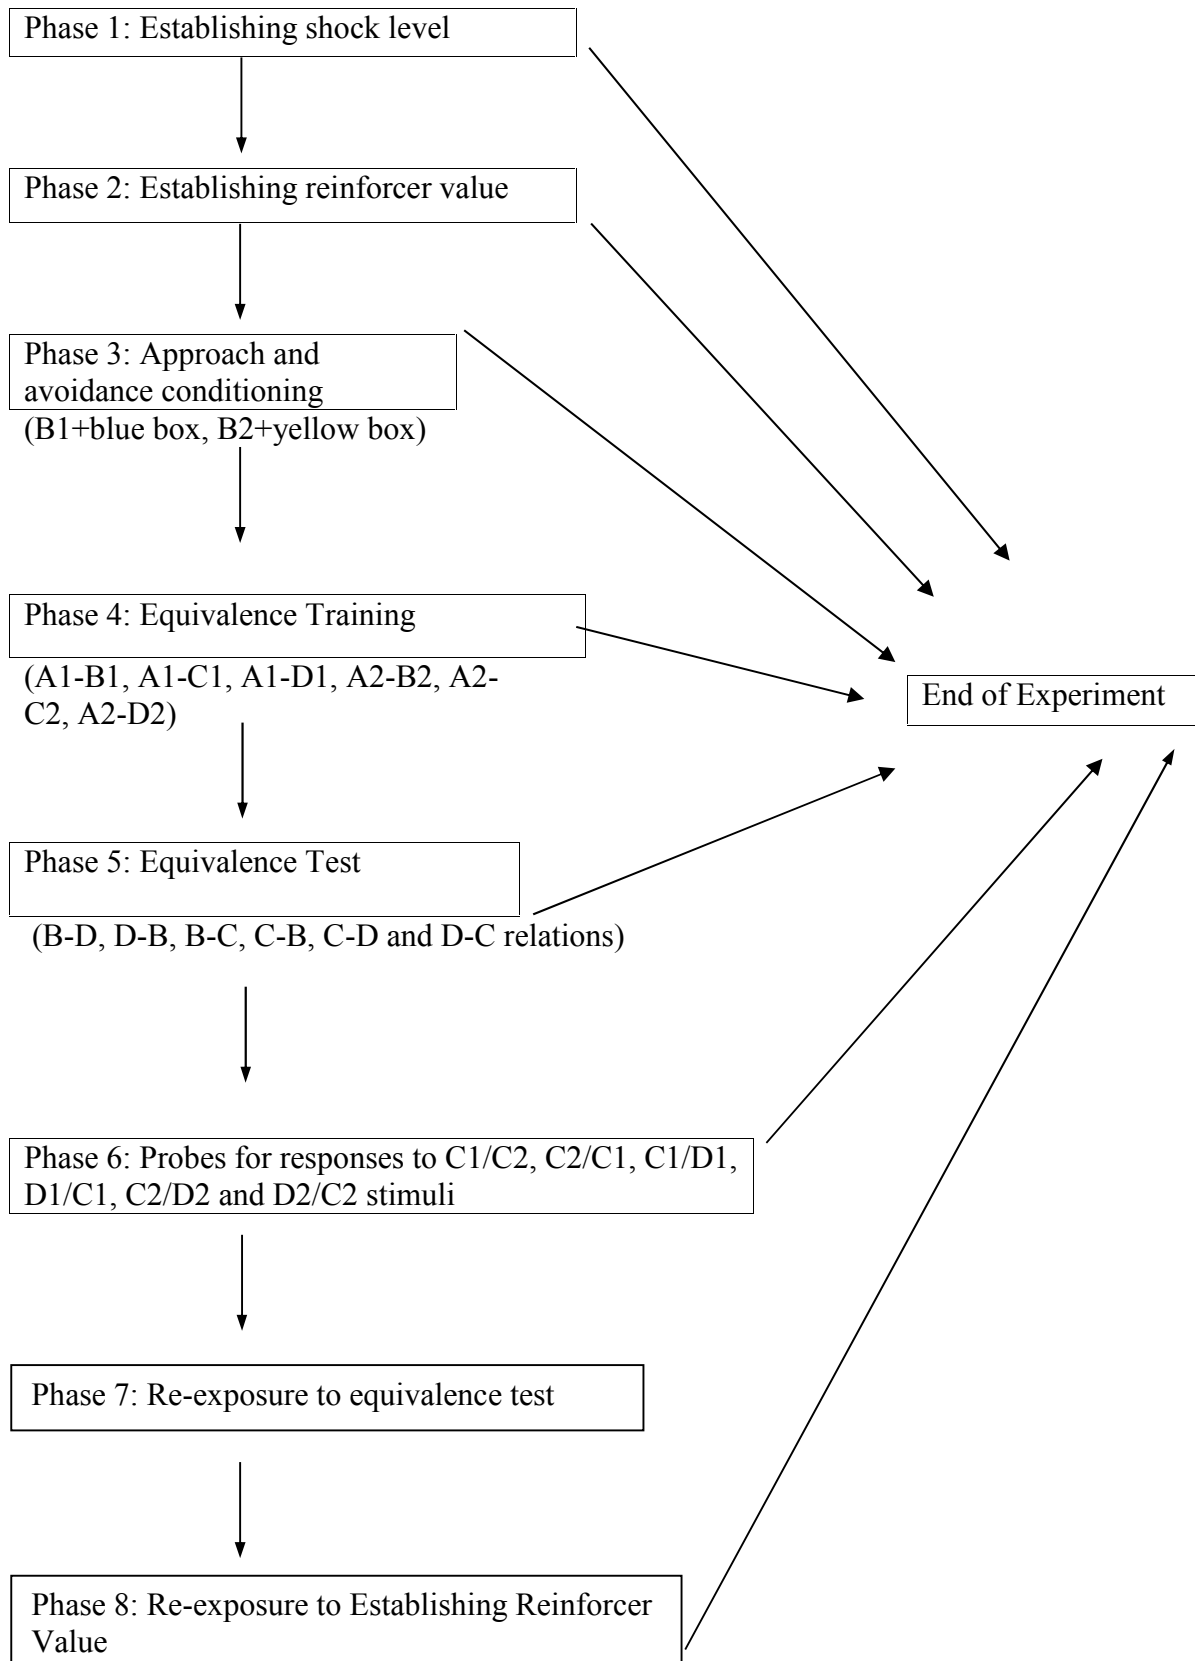 Phase 1: Establishing shock level
Phase 2: Establishing reinforcer value
Phase 3: Approach and
avoidance conditioning
(B1+blue box, B2+yellow box)
Phase 4: Equivalence Training
(A1-B1, A1-C1, A1-D1, A2-B2, A2-
C2, A2-D2)
End of Experiment
Phase 5: Equivalence Test
(B-D, D-B, B-C, C-B, C-D and D-C relations)
Phase 6: Probes for responses to C1/C2, C2/C1, C1/D1,
D1/C1, C2/D2 and D2/C2 stimuli
Phase 7: Re-exposure to equivalence test
Phase 8: Re-exposure to Establishing Reinforcer
Value